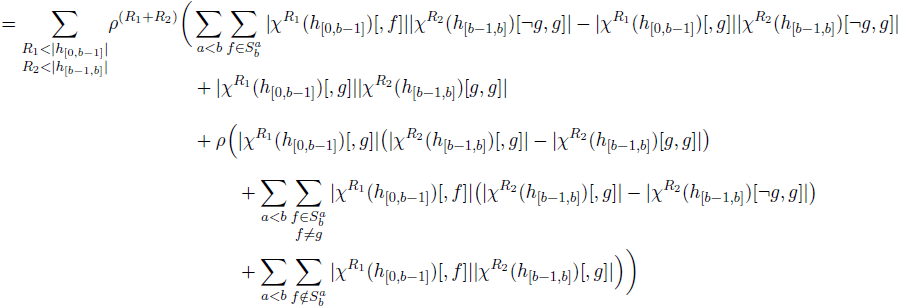 = \sum_{\substack{R_1<|h_{[0,b-1]}| \\ R_2<|h_{[b-1,b]}|}} \rho^{(R_1+R_2)} \Bigg( \sum_{a<b} \sum_{f \in S_b^a} |\chi^{R_1}(h_{[0,b-1]})[,f]||\chi^{R_2}(h_{[b-1,b]})[\neg g,g]| - |\chi^{R_1}(h_{[0,b-1]})[,g]||\chi^{R_2}(h_{[b-1,b]})[\neg g,g]|
+ |\chi^{R_1}(h_{[0,b-1]})[,g]||\chi^{R_2}(h_{[b-1,b]})[g,g]|
+ \rho \Big( |\chi^{R_1}(h_{[0,b-1]})[,g]| \big( |\chi^{R_2}(h_{[b-1,b]})[,g]| - |\chi^{R_2}(h_{[b-1,b]})[g,g]| \big)
+ \sum_{a<b} \sum_{\substack{f \in S_b^a \\ f \neq g}} |\chi^{R_1}(h_{[0,b-1]})[,f]| \big( |\chi^{R_2}(h_{[b-1,b]})[,g]| - |\chi^{R_2}(h_{[b-1,b]})[\neg g,g]| \big)
+ \sum_{a<b} \sum_{f \notin S_b^a} |\chi^{R_1}(h_{[0,b-1]})[,f]||\chi^{R_2}(h_{[b-1,b]})[,g]| \Big) \Bigg)